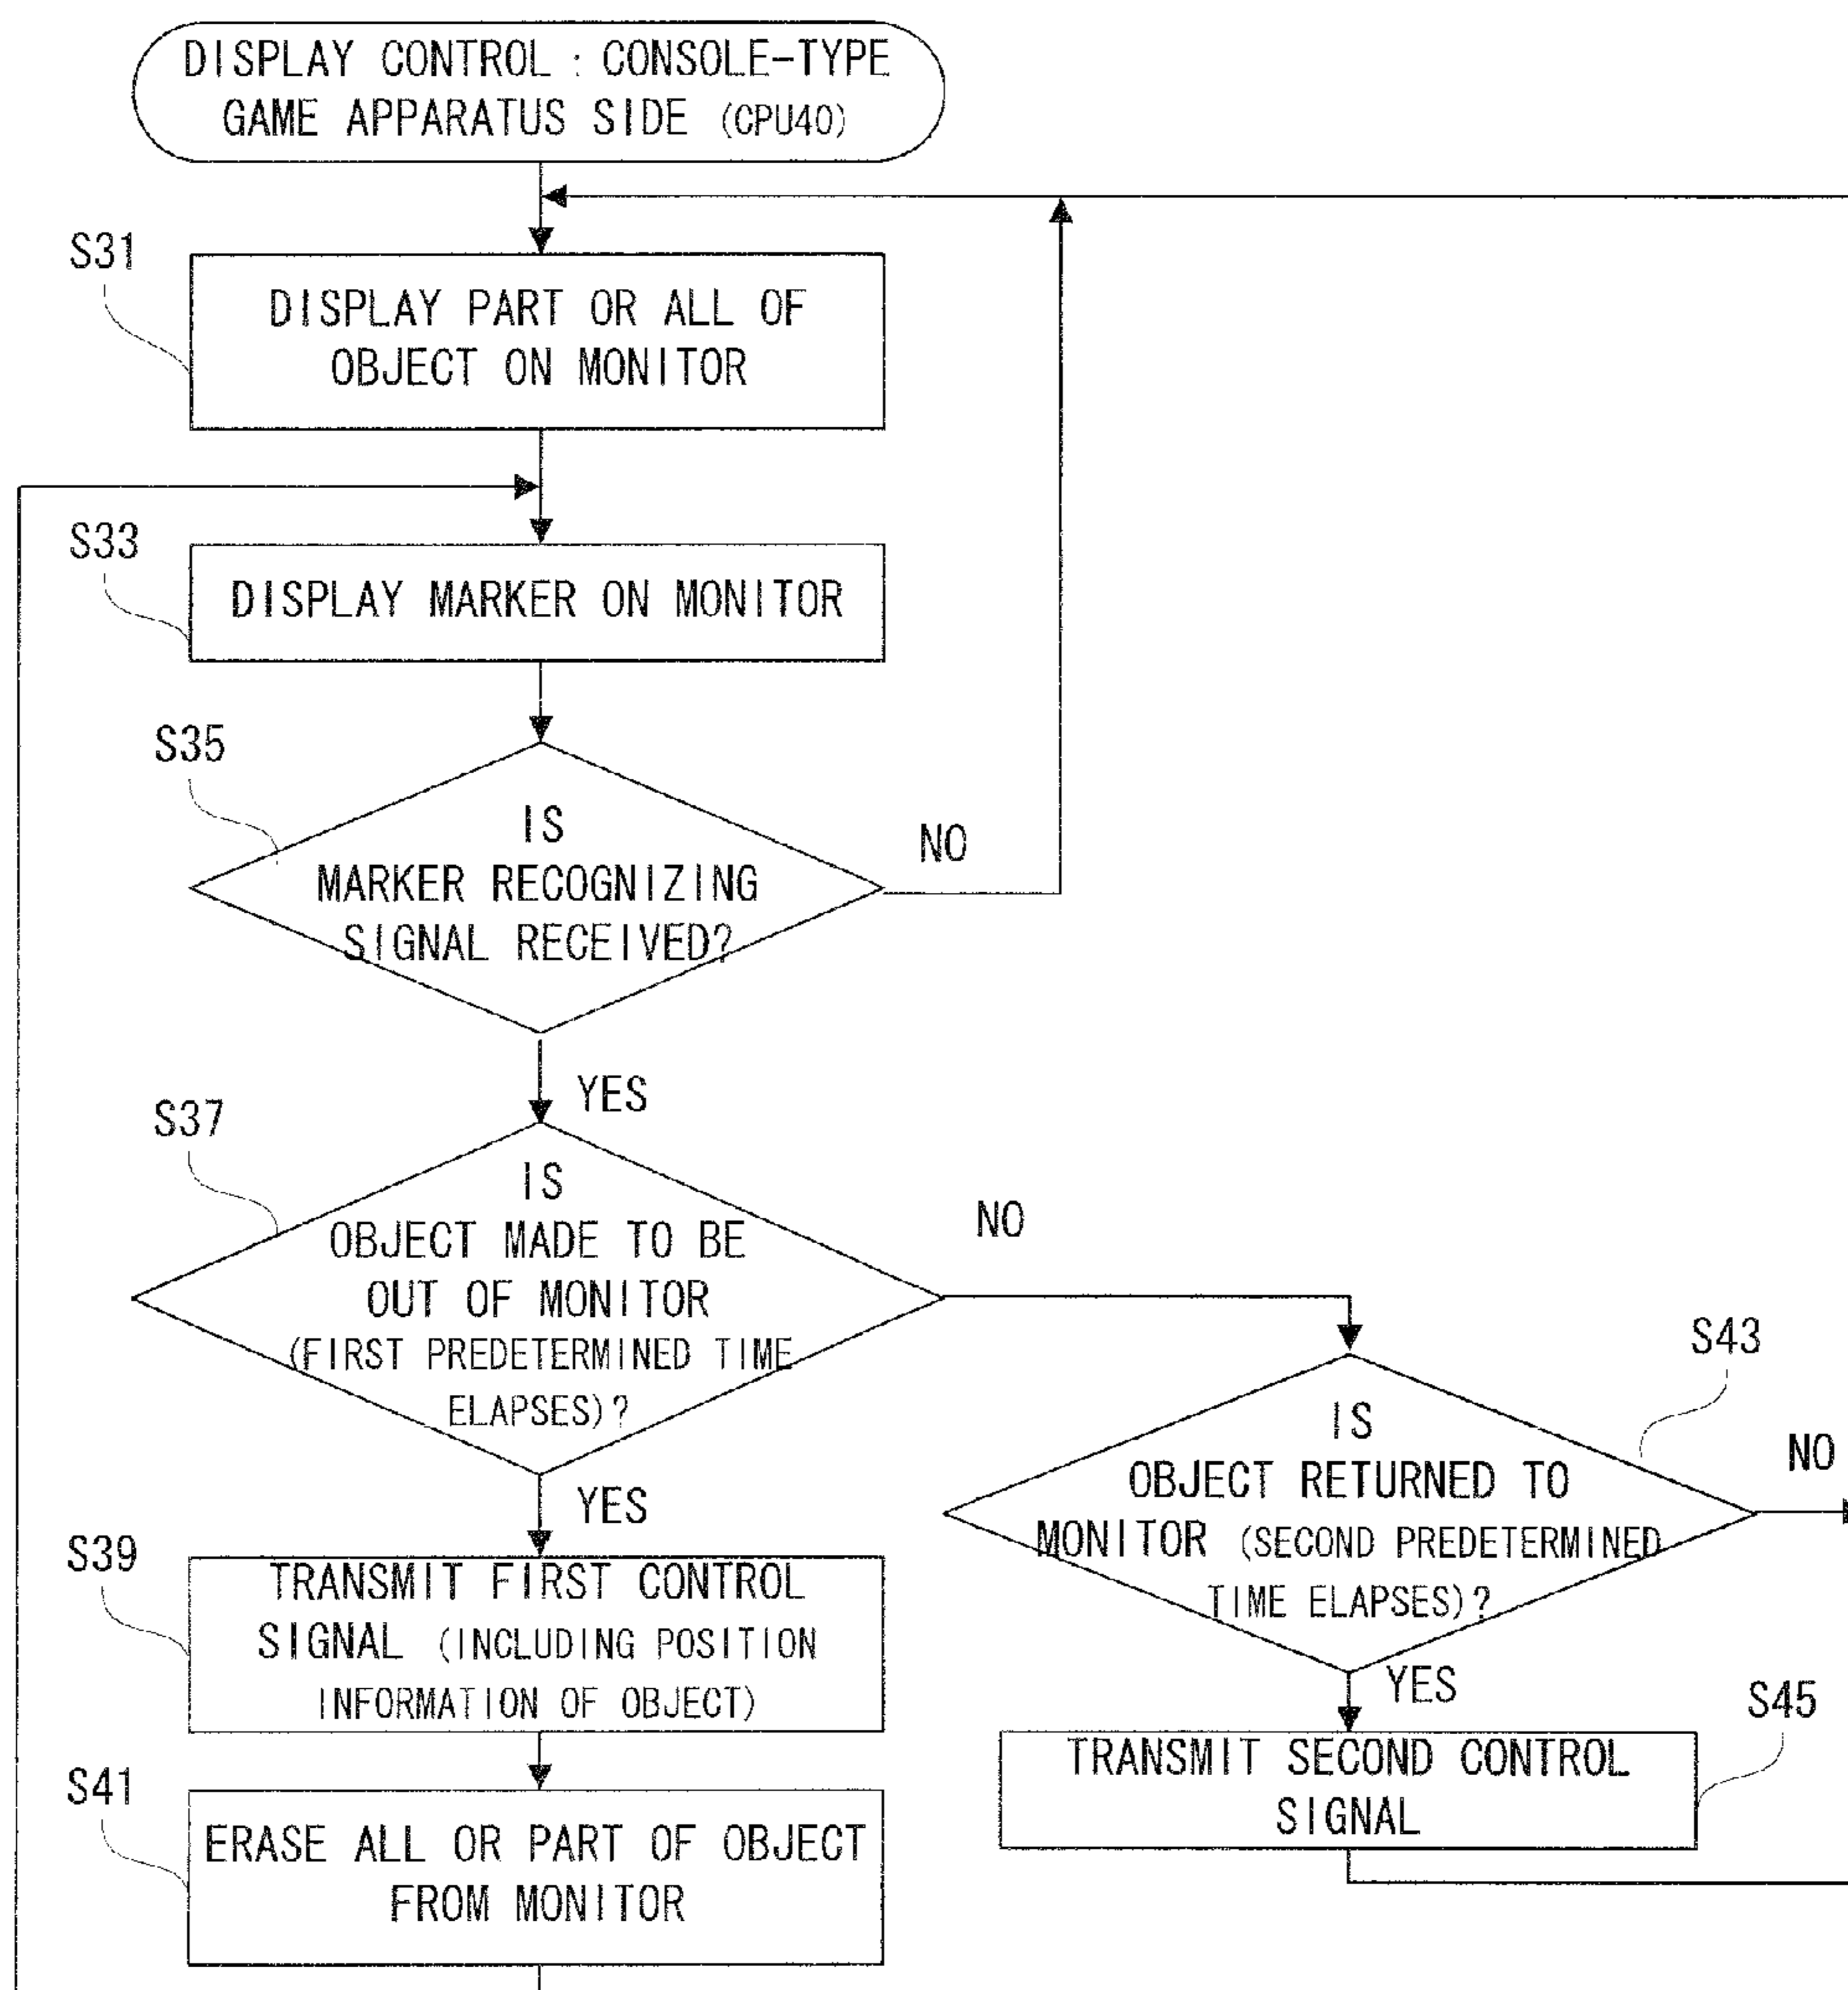 DISPLAY CONTROL : CONSOLE-TYPE
GAME APPARATUS SIDE (CPU40)
S31
DISPLAY PART OR ALL OF
OBJECT ON MONITOR
S33
DISPLAY MARKER ON MONITOR
S35
IS
MARKER RECOGNIZING
SIGNAL RECEIVED?
NO
YES
S37
IS
OBJECT MADE TO BE
OUT OF MONITOR
(FIRST PREDETERMINED TIME
ELAPSES)?
NO
YES
S43
IS
OBJECT RETURNED TO
MONITOR (SECOND PREDETERMINED
TIME ELAPSES)?
NO
YES
S39
TRANSMIT FIRST CONTROL
SIGNAL (INCLUDING POSITION
INFORMATION OF OBJECT)
S45
TRANSMIT SECOND CONTROL
SIGNAL
S41
ERASE ALL OR PART OF OBJECT
FROM MONITOR